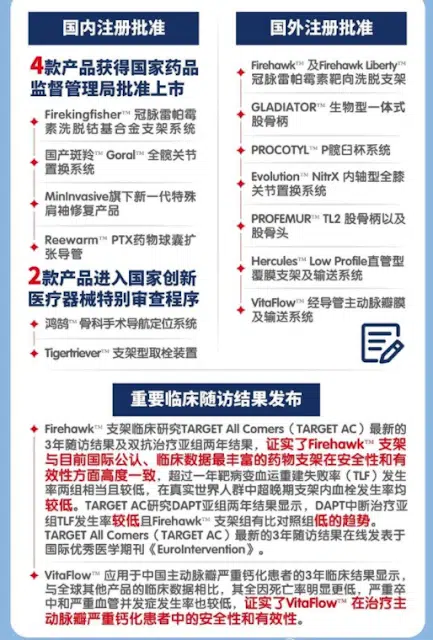 国内注册批准
4款产品获得国家药品
监督管理局批准上市
Firekingfisher™ 冠脉雷帕霉
素洗脱钴基合金支架系统
国产斑羚™ Goral™ 全髋关节
置换系统
MinInvasive旗下新一代特殊
肩袖修复产品
Reewarm™ PTX药物球囊扩
张导管
2款产品进入国家创新
医疗器械特别审查程序
鸿鹄™ 骨科手术导航定位系统
Tigertriever™ 支架型取栓装置
国外注册批准
Firehawk™ 及Firehawk Liberty™
冠脉雷帕霉素靶向洗脱支架
GLADIATOR™ 生物型一体式
股骨柄
PROCOTYL™ P髋臼杯系统
Evolution™ NitrX 内轴型全膝
关节置换系统
PROFEMUR™ TL2 股骨柄以及
股骨头
Hercules™ Low Profile直管型
覆膜支架及输送系统
VitaFlow™ 经导管主动脉瓣膜
及输送系统
重要临床随访结果发布
Firehawk™ 支架临床研究TARGET All Comers（TARGET AC）最新的
3年随访结果及双抗治疗亚组两年结果，证实了Firehawk™ 支架
与目前国际公认、临床数据最丰富的药物支架在安全性和有
效性方面高度一致，超过一年靶病变血运重建失败率（TLF）发生
率两组相当且较低，在真实世界人群中超晚期支架内血栓发生率均
较低。TARGET AC研究DAPT亚组两年结果显示，DAPT中断治疗亚
组TLF发生率较低且Firehawk™ 支架组有比对照组低的趋势。
TARGET All Comers（TARGET AC）最新的3年随访结果在线发表于
国际优秀医学期刊《EuroIntervention》。
VitaFlow™ 应用于中国主动脉瓣严重钙化患者的3年临床结果显示，
与全球其他产品的临床数据相比，其全因死亡率明显更低，严重卒
中和严重血管并发症发生率也较低，证实了VitaFlow™ 在治疗主
动脉瓣严重钙化患者中的安全性和有效性。